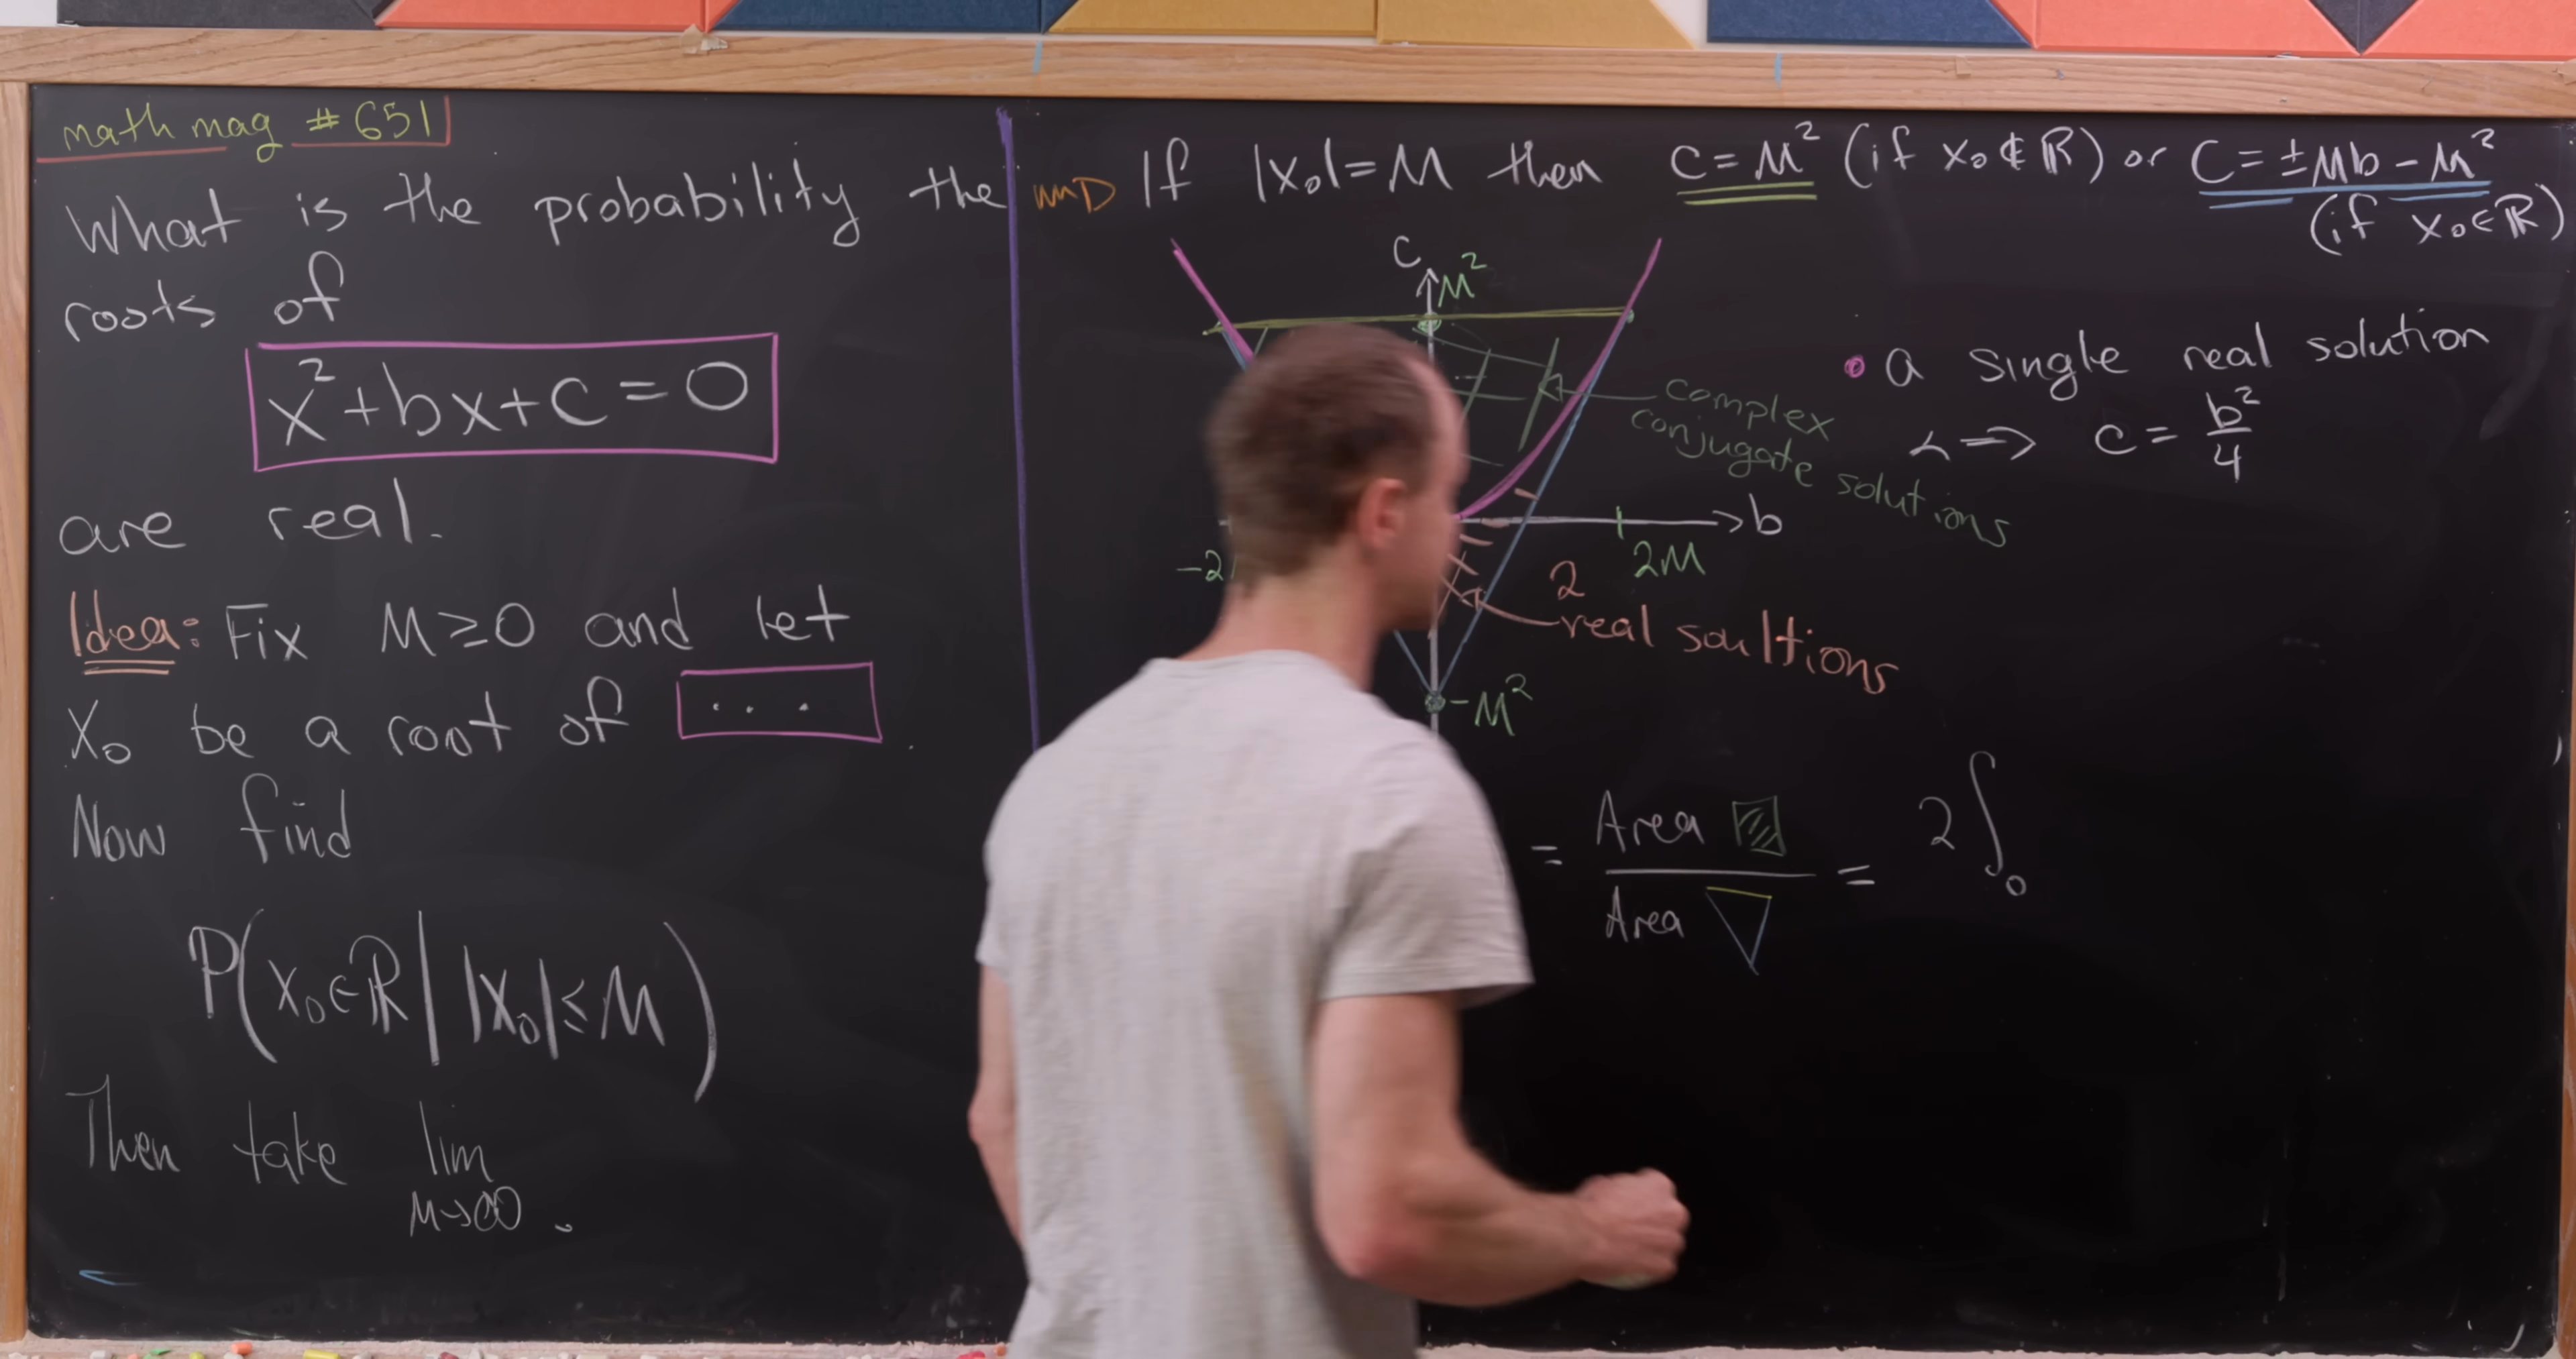 math mag #651
What is the probability the
roots of
x²+bx+c=0
are real.
Idea: Fix M≥0 and let
x₀ be a root of ...
Now find
P(x₀∈ℝ | |x₀|≤M)
Then take lim
M→∞.
If |x₀|=M then c=M² (if x₀∉ℝ) or c=±Mb-M²
(if x₀∈ℝ)
c
M²
• a single real solution
<=> c = b²/4
complex
conjugate solutions
b
-2
2M
2
real soultions
-M²
= Area / Area = 2∫₀